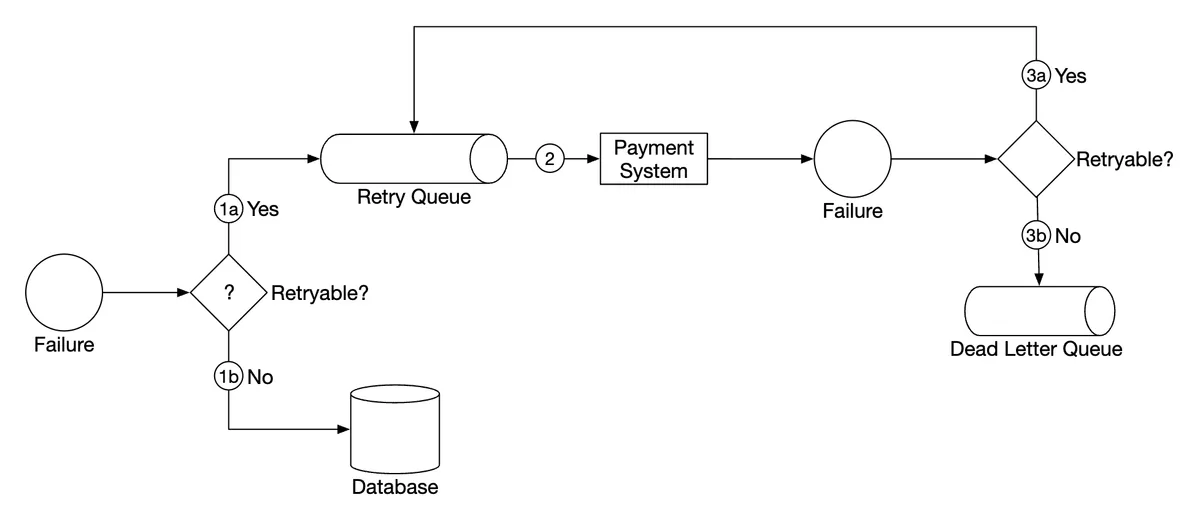 3a Yes
Payment
System
2
Retryable?
Retry Queue
1a Yes
Failure
3b No
?
Retryable?
Failure
Dead Letter Queue
1b No
Database